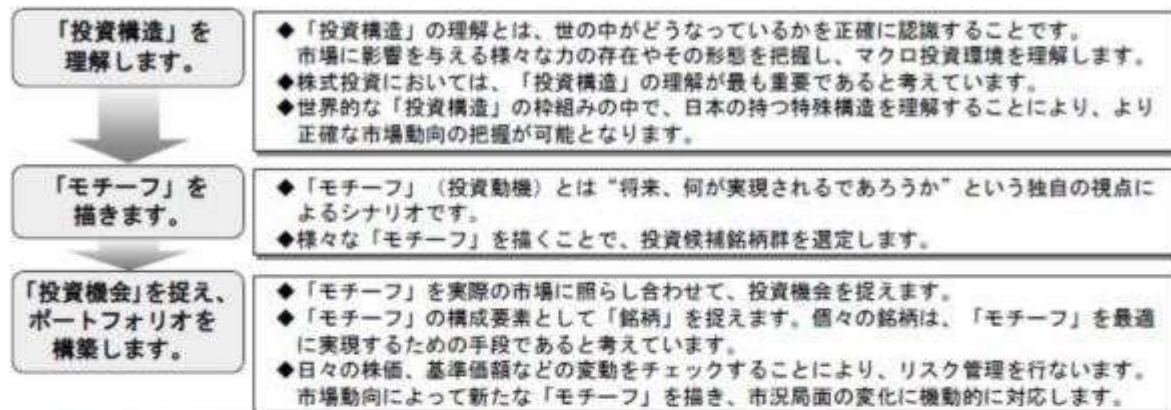 「投資構造」を
理解します。
◆「投資構造」の理解とは、世の中がどうなっているかを正確に認識することです。
市場に影響を与える様々な力の存在やその形態を把握し、マクロ投資環境を理解します。
◆株式投資においては、「投資構造」の理解が最も重要であると考えています。
◆世界的な「投資構造」の枠組みの中で、日本の持つ特殊構造を理解することにより、より
正確な市場動向の把握が可能となります。
「モチーフ」を
描きます。
◆「モチーフ」（投資動機）とは“将来、何が実現されるであろうか”という独自の視点に
よるシナリオです。
◆様々な「モチーフ」を描くことで、投資候補銘柄群を選定します。
「投資機会」を捉え、
ポートフォリオを
構築します。
◆「モチーフ」を実際の市場に照らし合わせて、投資機会を捉えます。
◆「モチーフ」の構成要素として「銘柄」を捉えます。個々の銘柄は、「モチーフ」を最適
に実現するための手段であると考えています。
◆日々の株価、基準価額などの変動をチェックすることにより、リスク管理を行ないます。
市場動向によって新たな「モチーフ」を描き、市況局面の変化に機動的に対応します。